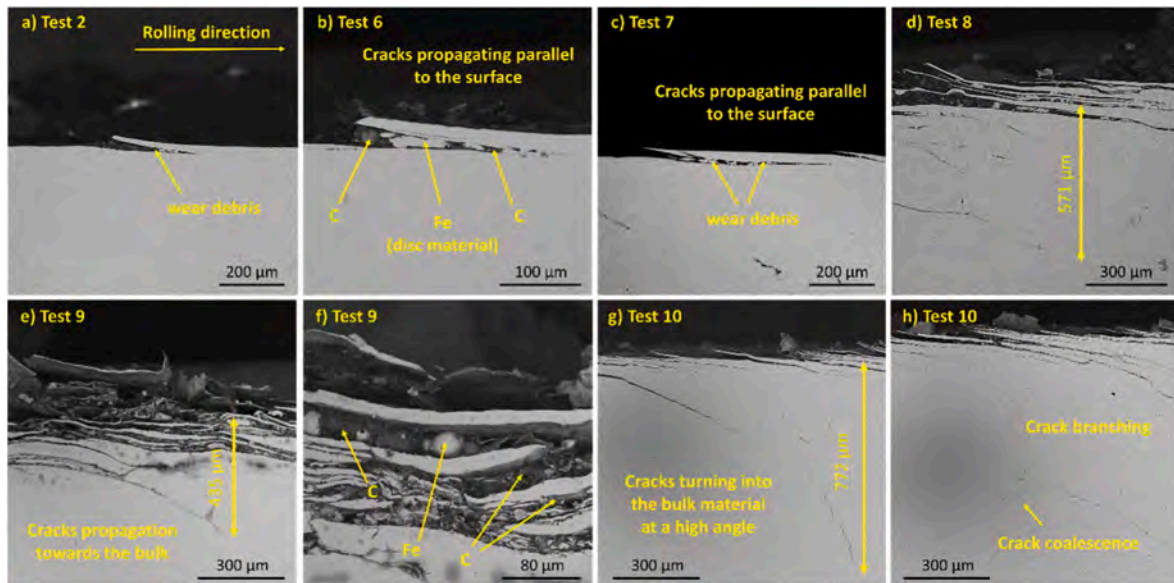 a) Test 2
Rolling direction
wear debris
200 µm
b) Test 6
Cracks propagating parallel
to the surface
C
Fe
(disc material)
C
100 µm
c) Test 7
Cracks propagating parallel
to the surface
wear debris
200 µm
d) Test 8
571 µm
300 µm
e) Test 9
435 µm
Cracks propagation
towards the bulk
300 µm
f) Test 9
C
Fe
C
80 µm
g) Test 10
772 µm
Cracks turning into
the bulk material
at a high angle
300 µm
h) Test 10
Crack branshing
Crack coalescence
300 µm